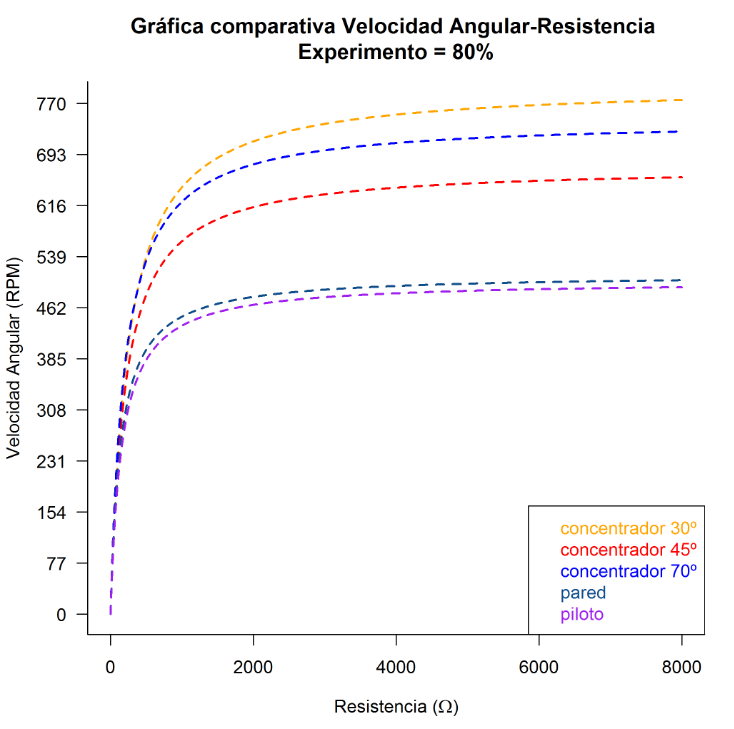 Gráfica comparativa Velocidad Angular-Resistencia
Experimento = 80%
Velocidad Angular (RPM)
770
693
616
539
462
385
308
231
154
77
0
concentrador 30º
concentrador 45º
concentrador 70º
pared
piloto
0 2000 4000 6000 8000
Resistencia (Ω)